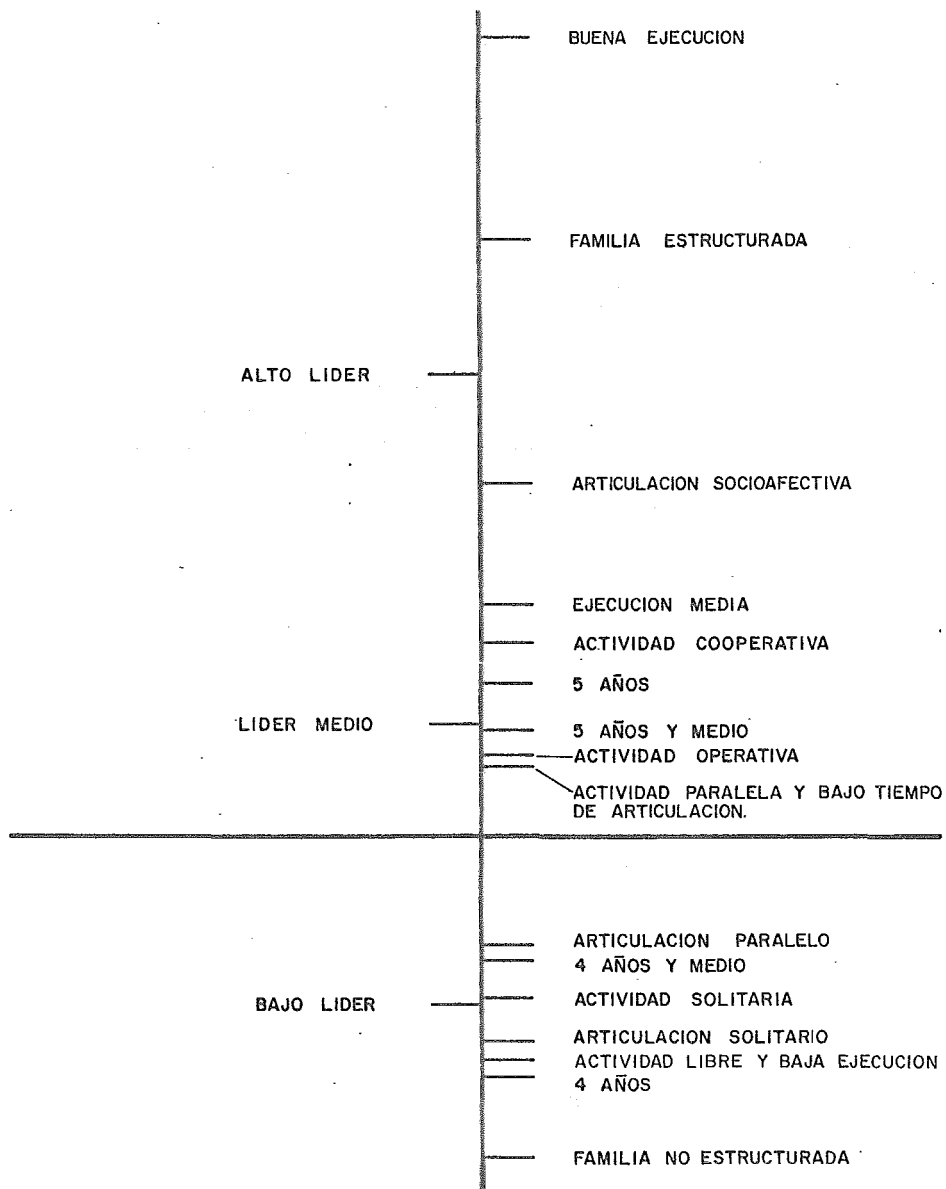 BUENA EJECUCION
FAMILIA ESTRUCTURADA
ALTO LIDER
ARTICULACION SOCIOAFECTIVA
EJECUCION MEDIA
ACTIVIDAD COOPERATIVA
5 AÑOS
LIDER MEDIO
5 AÑOS Y MEDIO
ACTIVIDAD OPERATIVA
ACTIVIDAD PARALELA Y BAJO TIEMPO
DE ARTICULACION.
ARTICULACION PARALELO
4 AÑOS Y MEDIO
ACTIVIDAD SOLITARIA
BAJO LIDER
ARTICULACION SOLITARIO
ACTIVIDAD LIBRE Y BAJA EJECUCION
4 AÑOS
FAMILIA NO ESTRUCTURADA